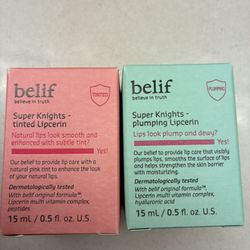 belif
believe in truth
TINTED
Super Knights -
tinted Lipcerin
Natural lips look smooth and
enhanced with subtle tint?
Yes!
Our belief to provide lip care with a
natural pink tint to enhance the
look of your lips.
Dermatologically tested
With belif original formula™,
Lipcerin multi vitamin complex,
peptides
15 mL / 0.5 fl. oz. U.S.
belif
believe in truth
PLUMPING
Super Knights -
plumping Lipcerin
Lips look plump and dewy?
Yes!
Our belief to provide lip care that visibly
plumps lips, smooths the surface of lips
and helps strengthen the skin barrier
with moisturizing.
Dermatologically tested
With belif original formula™,
Lipcerin multi vitamin complex,
hyaluronic acid
15 mL / 0.5 fl. oz. U.S.